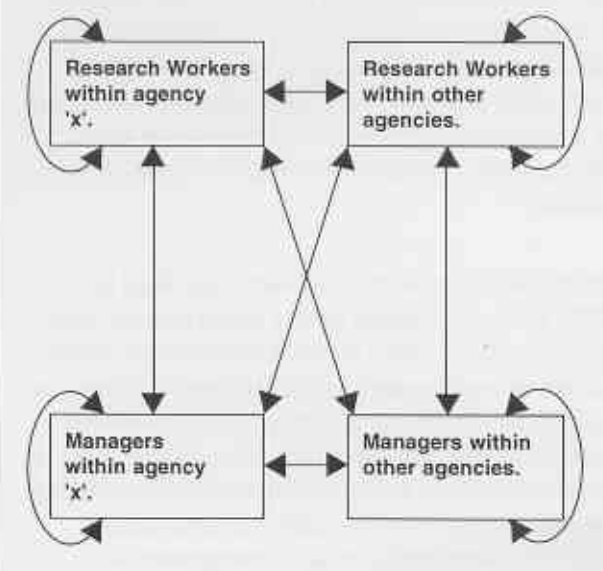 Research Workers
within agency
'x'.
Research Workers
within other
agencies.
Managers
within agency
'x'.
Managers within
other agencies.